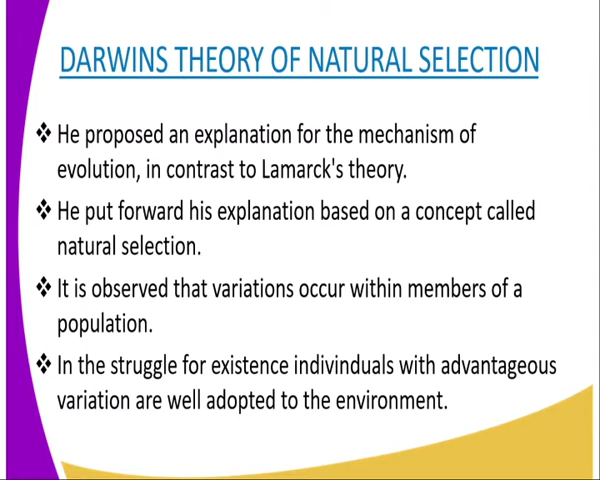 DARWINS THEORY OF NATURAL SELECTION
❖ He proposed an explanation for the mechanism of
evolution, in contrast to Lamarck's theory.
❖ He put forward his explanation based on a concept called
natural selection.
❖ It is observed that variations occur within members of a
population.
❖ In the struggle for existence indivinduals with advantageous
variation are well adopted to the environment.